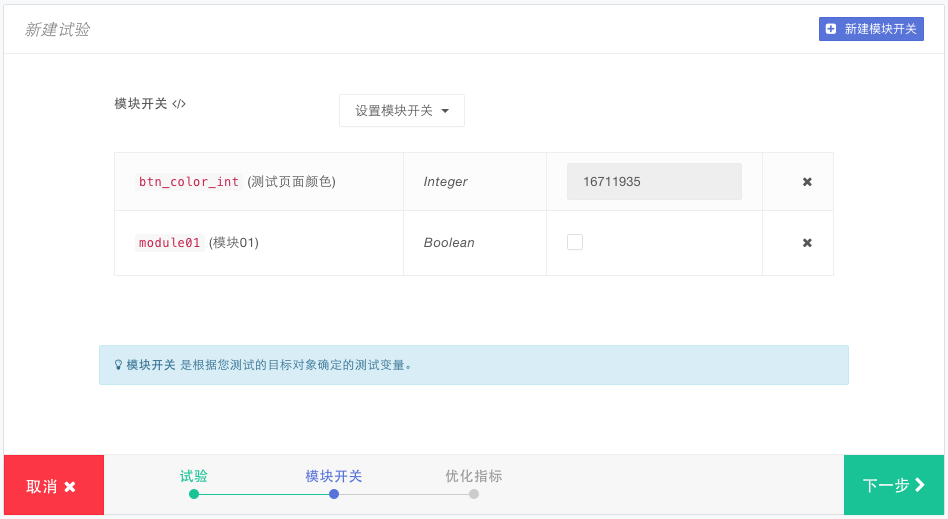 新建试验
新建模块开关
模块开关 </>
设置模块开关
btn_color_int (测试页面颜色) Integer 16711935
module01 (模块01) Boolean
模块开关 是根据您测试的目标对象确定的测试变量。
取消
试验 模块开关 优化指标
下一步